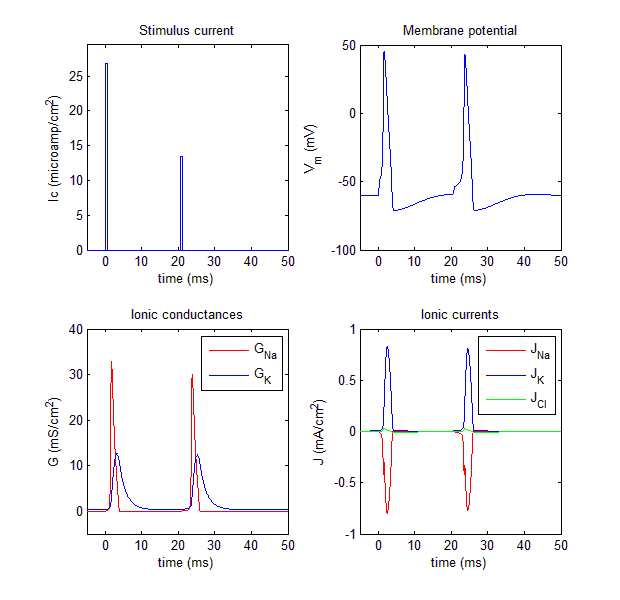 Stimulus current
Ic (microamp/cm²)
25
20
15
10
5
0
0 10 20 30 40 50
time (ms)
Membrane potential
Vm (mV)
50
0
-50
-100
0 10 20 30 40 50
time (ms)
Ionic conductances
G (mS/cm²)
40
30
20
10
0
GNa
GK
0 10 20 30 40 50
time (ms)
Ionic currents
J (mA/cm²)
1
0.5
0
-0.5
-1
JNa
JK
JCl
0 10 20 30 40 50
time (ms)